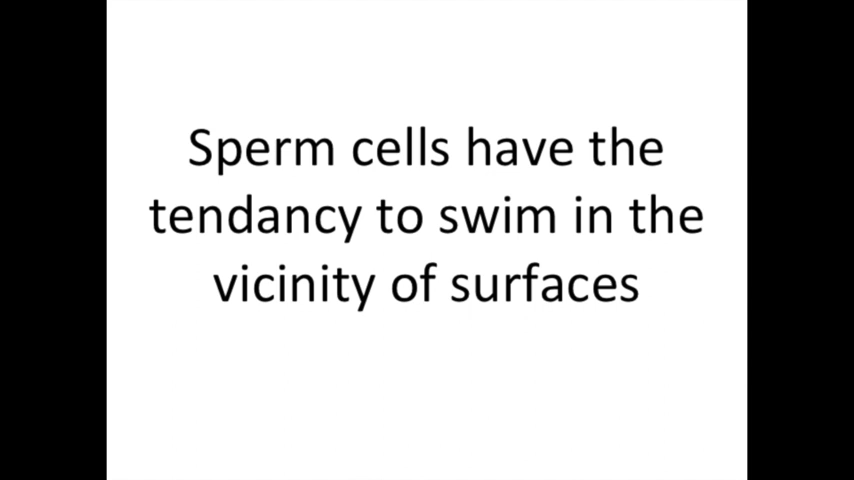 Sperm cells have the
tendancy to swim in the
vicinity of surfaces